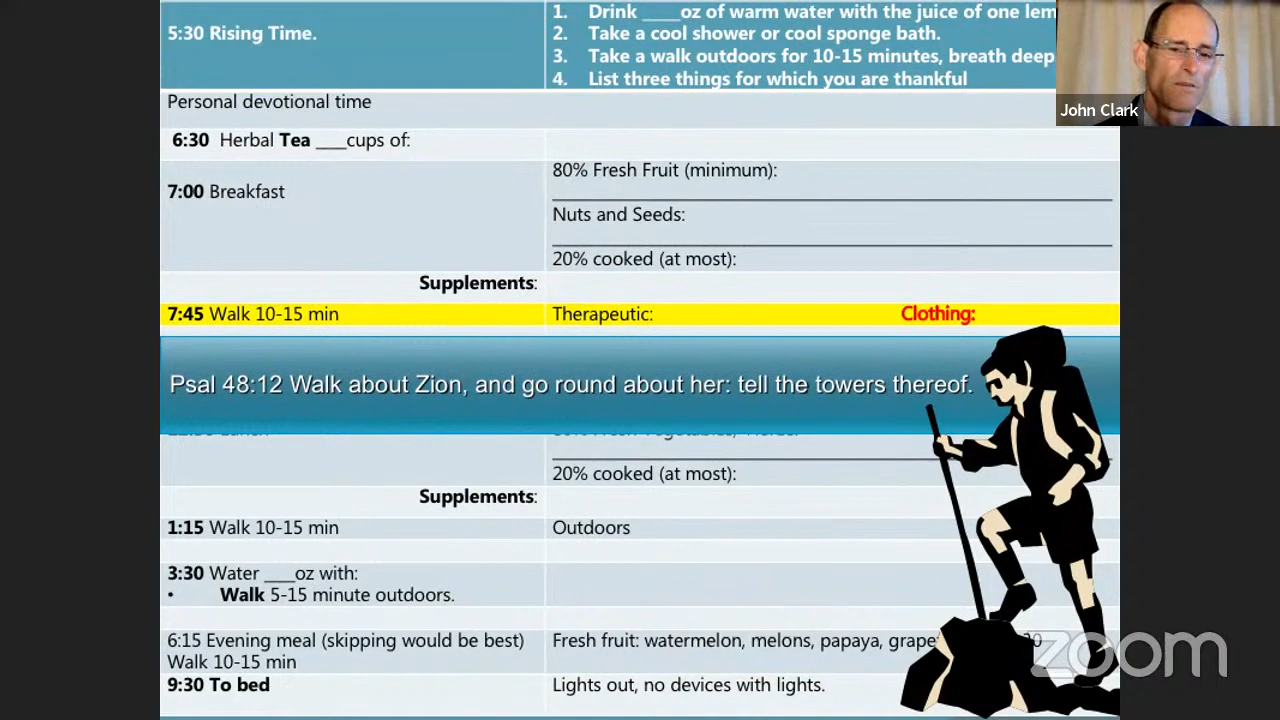 5:30 Rising Time.
1. Drink ____oz of warm water with the juice of one lem
2. Take a cool shower or cool sponge bath.
3. Take a walk outdoors for 10-15 minutes, breath deep
4. List three things for which you are thankful
John Clark
Personal devotional time
6:30 Herbal Tea ____cups of:
7:00 Breakfast
80% Fresh Fruit (minimum):
Nuts and Seeds:
20% cooked (at most):
Supplements:
7:45 Walk 10-15 min
Therapeutic:
Clothing:
Psal 48:12 Walk about Zion, and go round about her: tell the towers thereof.
20% cooked (at most):
Supplements:
1:15 Walk 10-15 min
Outdoors
3:30 Water ____oz with:
• Walk 5-15 minute outdoors.
6:15 Evening meal (skipping would be best)
Fresh fruit: watermelon, melons, papaya, grape
Walk 10-15 min
zoom
9:30 To bed
Lights out, no devices with lights.